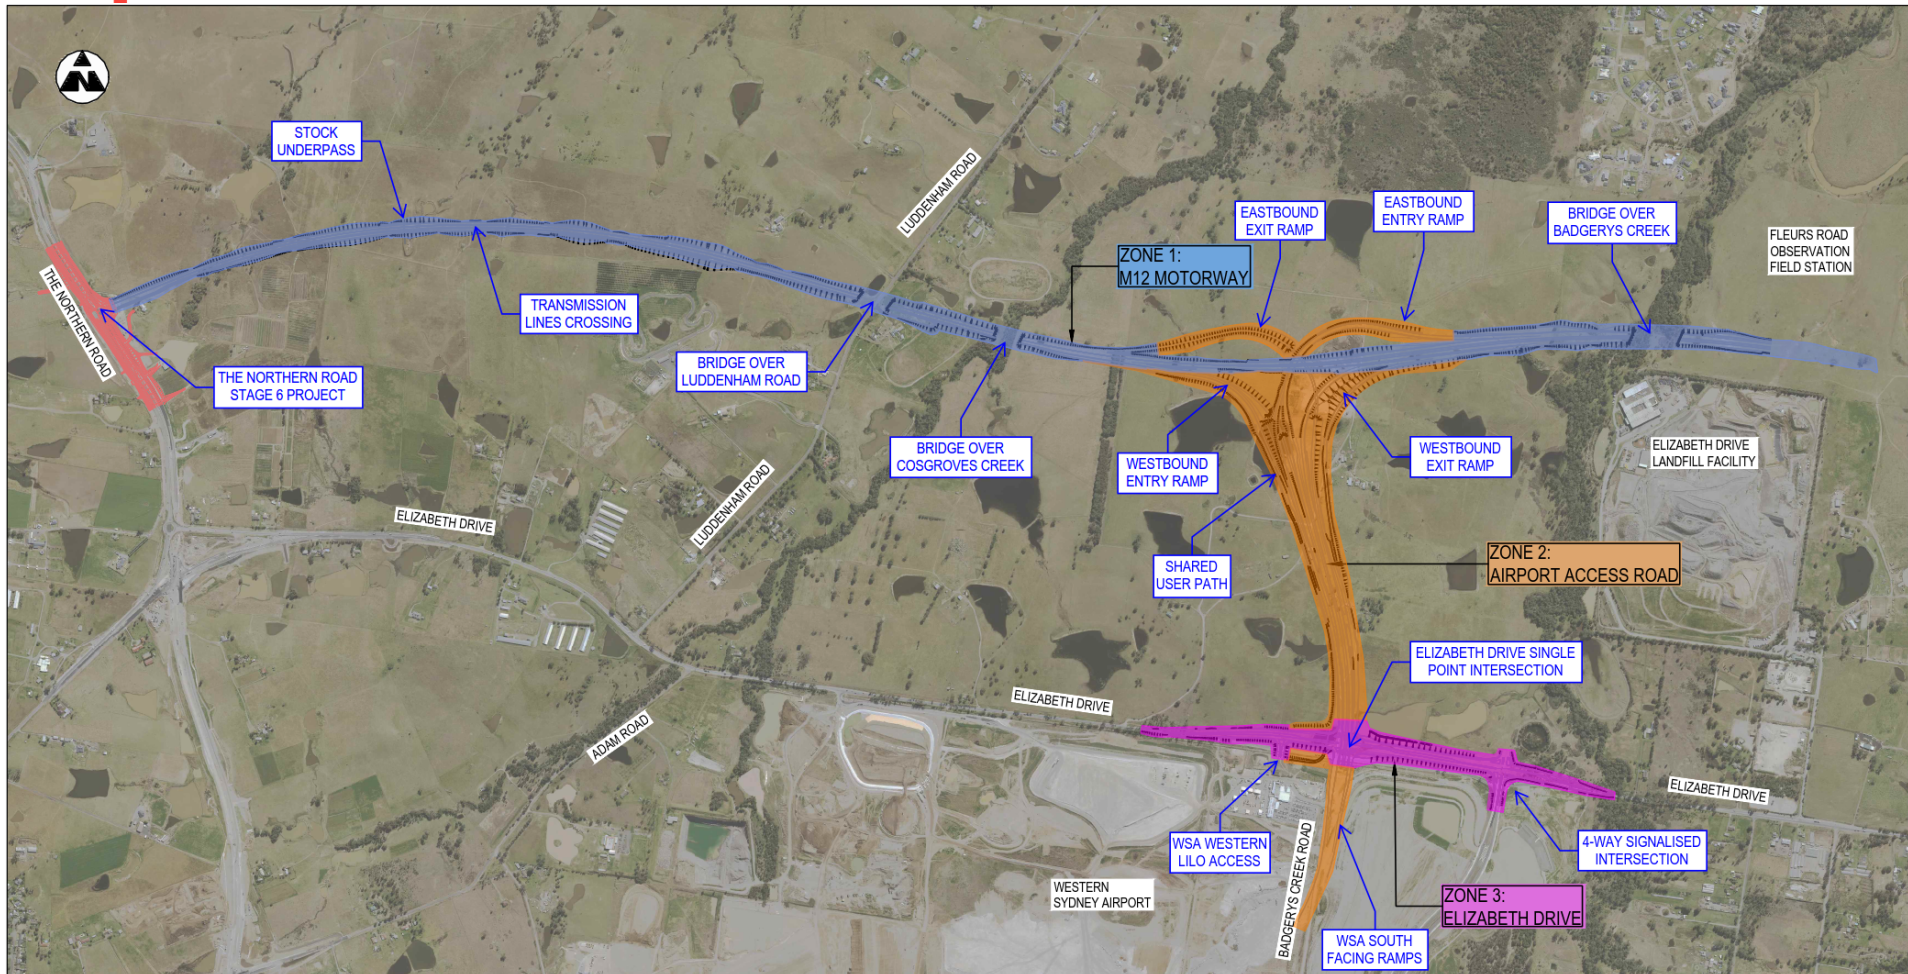 N
STOCK
UNDERPASS
LUDDENHAM ROAD
EASTBOUND
EXIT RAMP
EASTBOUND
ENTRY RAMP
BRIDGE OVER
BADGERYS CREEK
FLEURS ROAD
OBSERVATION
FIELD STATION
ZONE 1:
M12 MOTORWAY
THE NORTHERN ROAD
TRANSMISSION
LINES CROSSING
BRIDGE OVER
LUDDENHAM ROAD
THE NORTHERN ROAD
STAGE 6 PROJECT
BRIDGE OVER
COSGROVES CREEK
WESTBOUND
ENTRY RAMP
WESTBOUND
EXIT RAMP
ELIZABETH DRIVE
LANDFILL FACILITY
ELIZABETH DRIVE
LUDDENHAM ROAD
SHARED
USER PATH
ZONE 2:
AIRPORT ACCESS ROAD
ELIZABETH DRIVE SINGLE
POINT INTERSECTION
ELIZABETH DRIVE
ADAM ROAD
ELIZABETH DRIVE
WSA WESTERN
LILO ACCESS
4-WAY SIGNALISED
INTERSECTION
WESTERN
SYDNEY AIRPORT
BADGERYS CREEK ROAD
ZONE 3:
ELIZABETH DRIVE
WSA SOUTH
FACING RAMPS